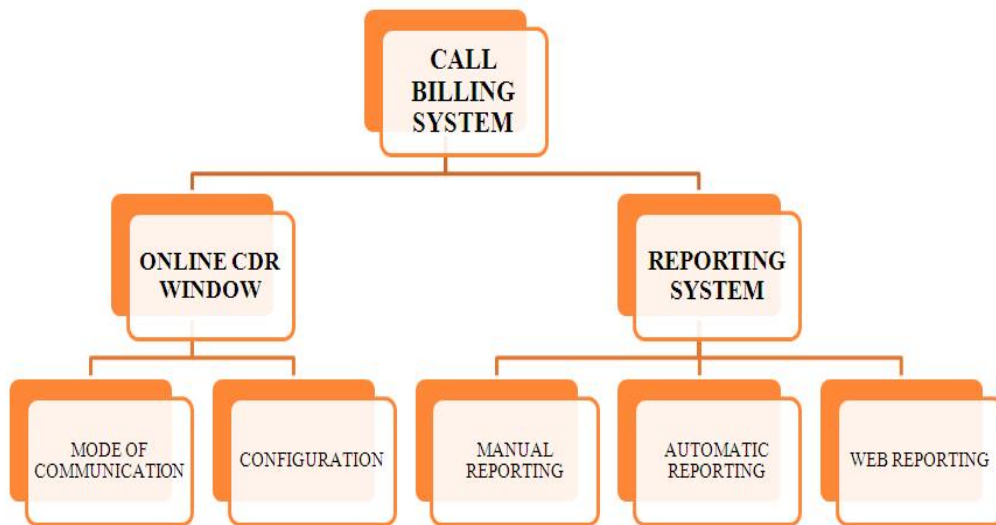 CALL
BILLING
SYSTEM
ONLINE CDR
WINDOW
REPORTING
SYSTEM
MODE OF
COMMUNICATION
CONFIGURATION
MANUAL
REPORTING
AUTOMATIC
REPORTING
WEB REPORTING